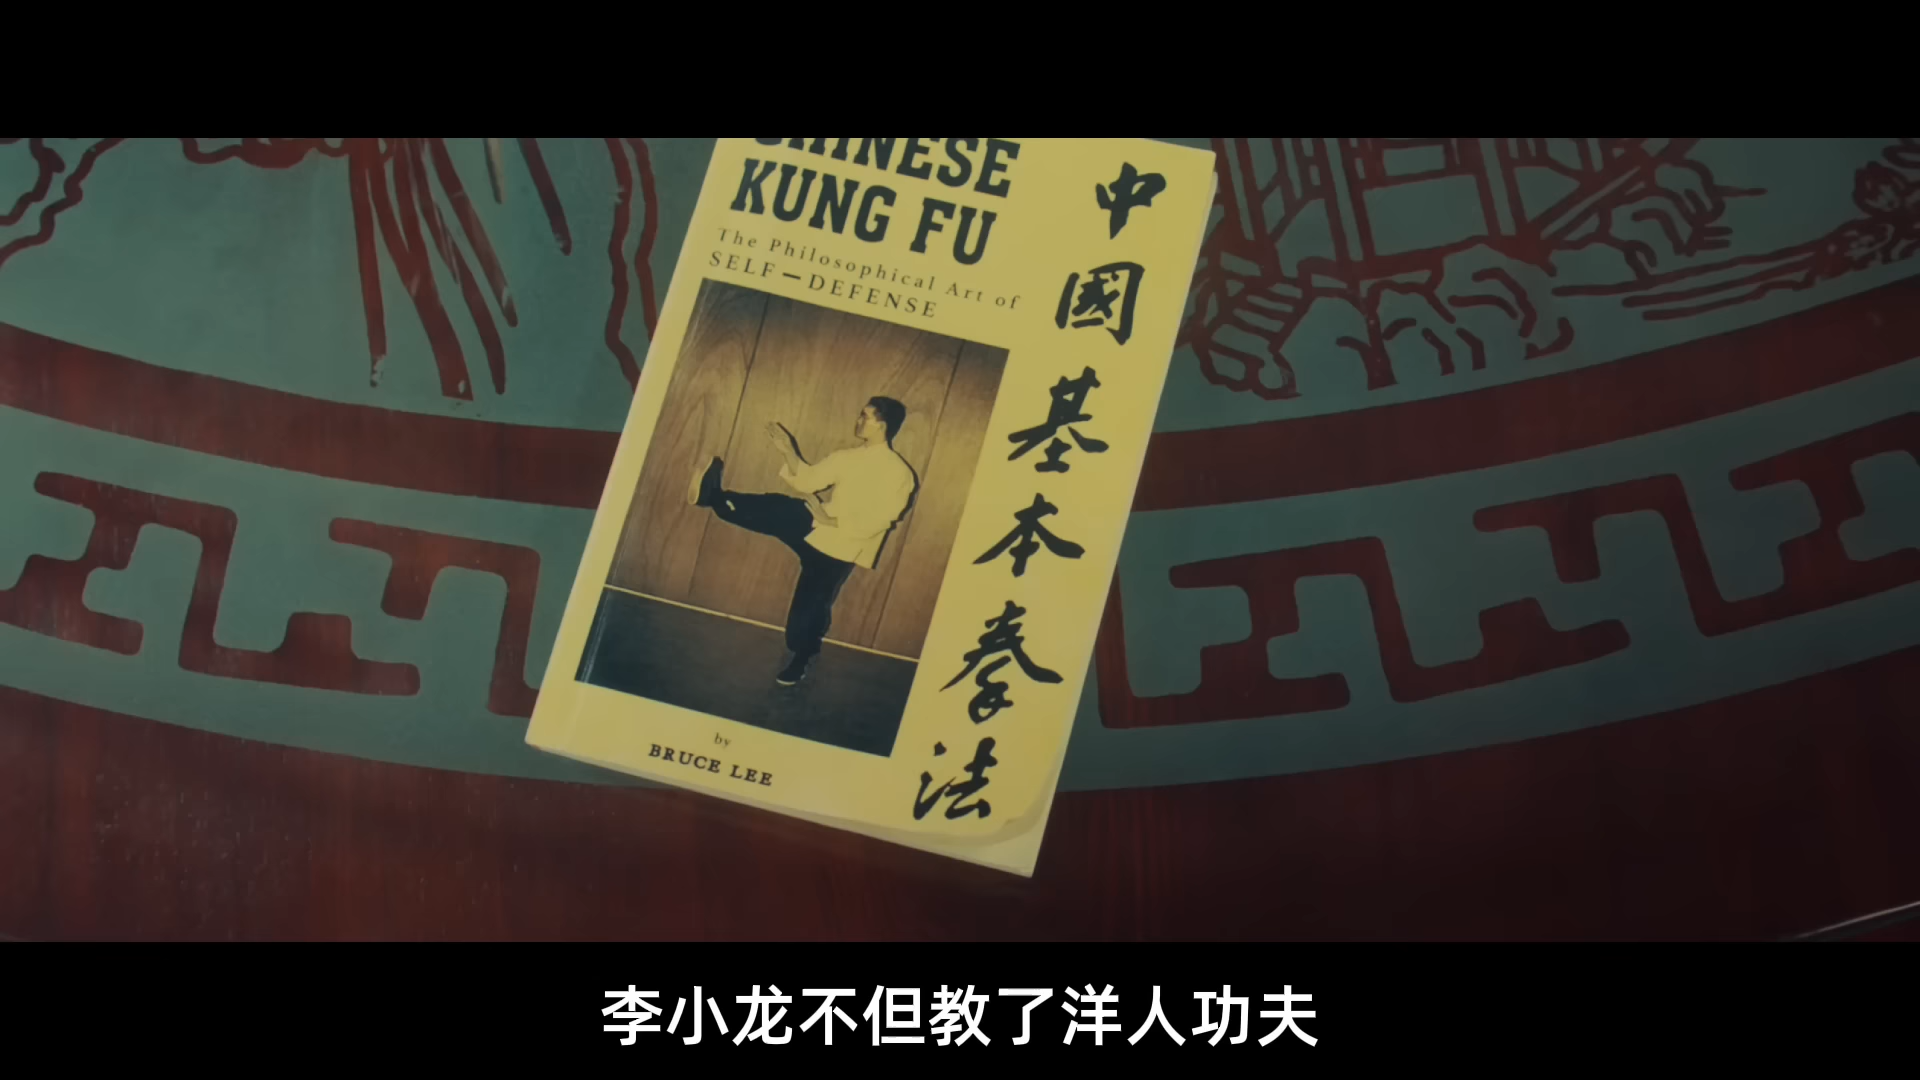 CHINESE
KUNG FU
The Philosophical Art of
SELF-DEFENSE
中國基本拳法
by
BRUCE LEE
李小龙不但教了洋人功夫